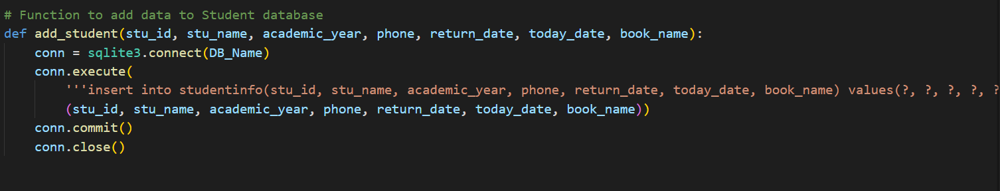 # Function to add data to Student database
def add_student(stu_id, stu_name, academic_year, phone, return_date, today_date, book_name):
    conn = sqlite3.connect(DB_Name)
    conn.execute(
        '''insert into studentinfo(stu_id, stu_name, academic_year, phone, return_date, today_date, book_name) values(?, ?, ?, ?, ?
        (stu_id, stu_name, academic_year, phone, return_date, today_date, book_name))
    conn.commit()
    conn.close()